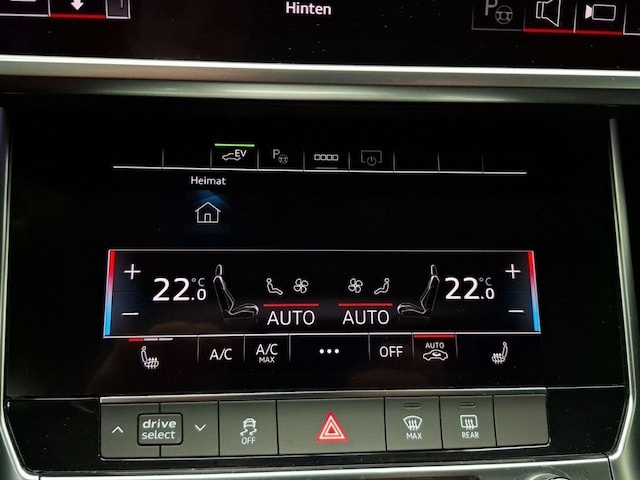 Hinten
P
EV
P
Heimat
+ 22.0 °C 22.0 °C +
- AUTO AUTO -
A/C A/C MAX ... OFF AUTO
drive select OFF MAX REAR